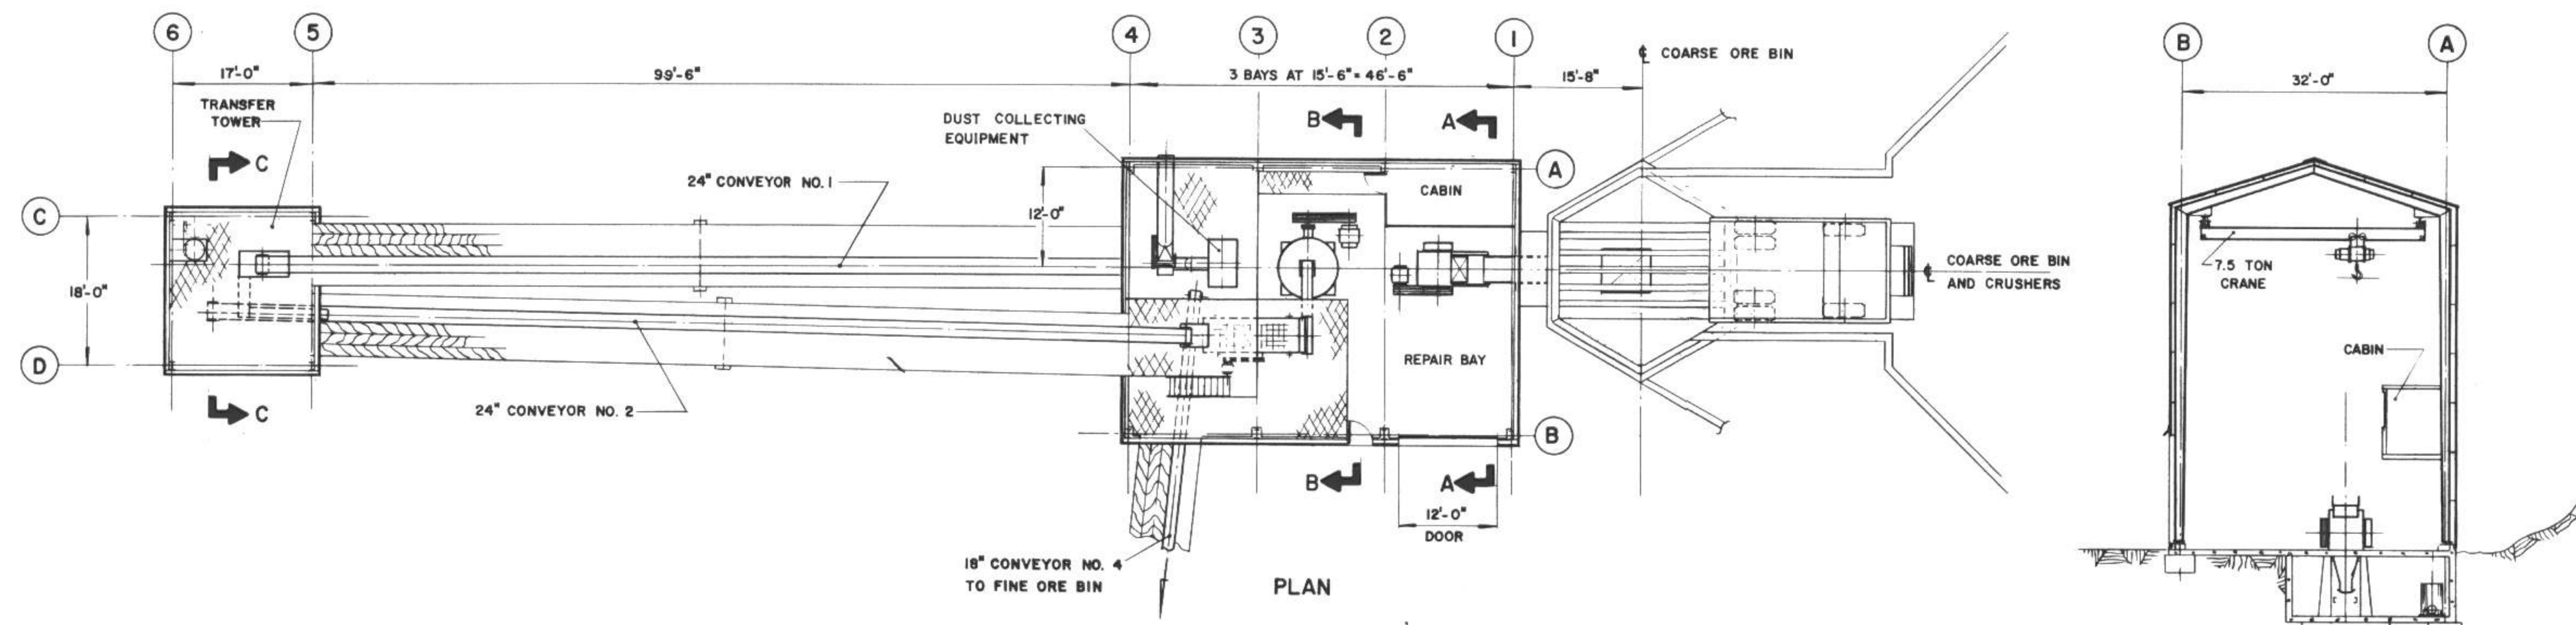 6
5
4
3
2
1
B
A
17'-0"
99'-6"
3 BAYS AT 15'-6" = 46'-6"
15'-8"
℄ COARSE ORE BIN
32'-0"
TRANSFER
TOWER
DUST COLLECTING
EQUIPMENT
B
A
C
24" CONVEYOR NO. 1
12'-0"
CABIN
A
C
18'-0"
D
7.5 TON
CRANE
℄ COARSE ORE BIN
AND CRUSHERS
REPAIR BAY
CABIN
24" CONVEYOR NO. 2
C
B
B
A
12'-0"
DOOR
18" CONVEYOR NO. 4
TO FINE ORE BIN
PLAN